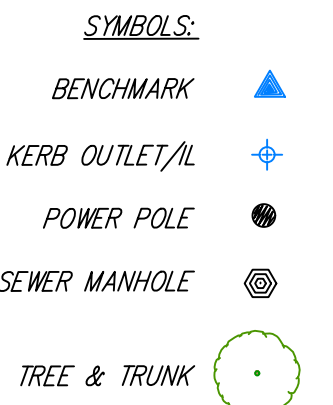 SYMBOLS:
BENCHMARK
KERB OUTLET/IL
POWER POLE
SEWER MANHOLE
TREE & TRUNK